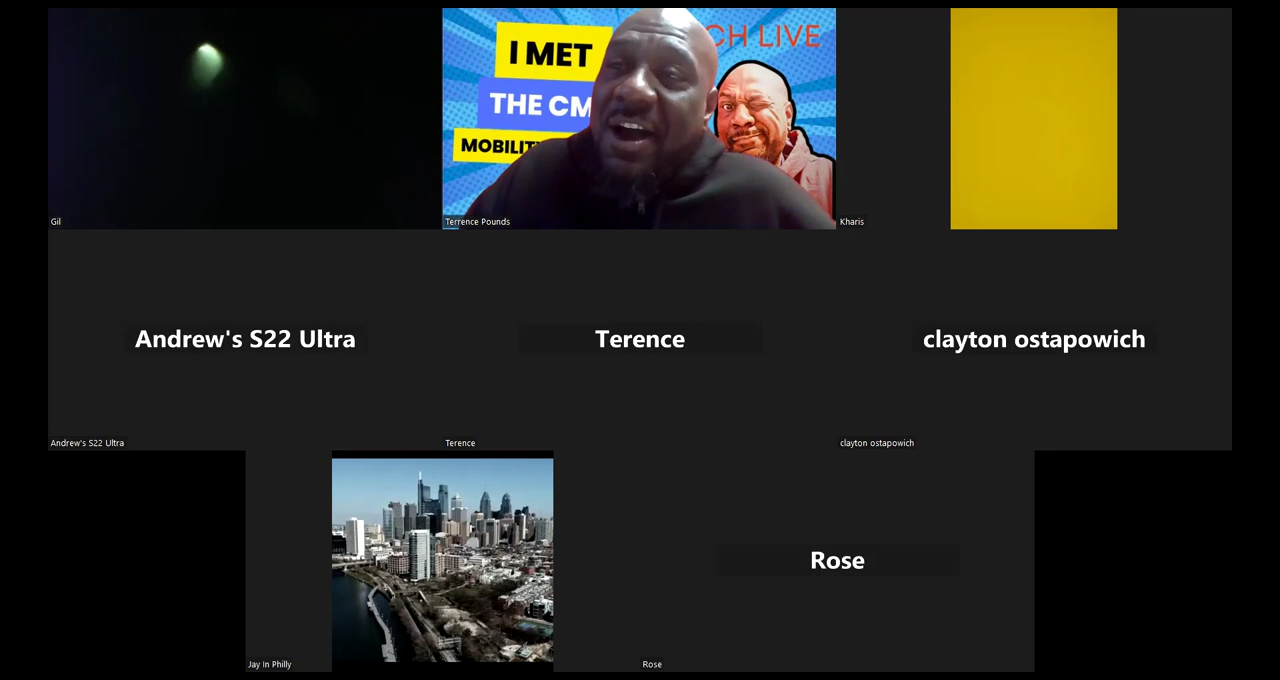 I MET
CH LIVE
THE CM
MOBILIT
Gil
Terrence Pounds
Kharis
Andrew's S22 Ultra
Terence
clayton ostapowich
Andrew's S22 Ultra
Terence
clayton ostapowich
Rose
Jay In Philly
Rose